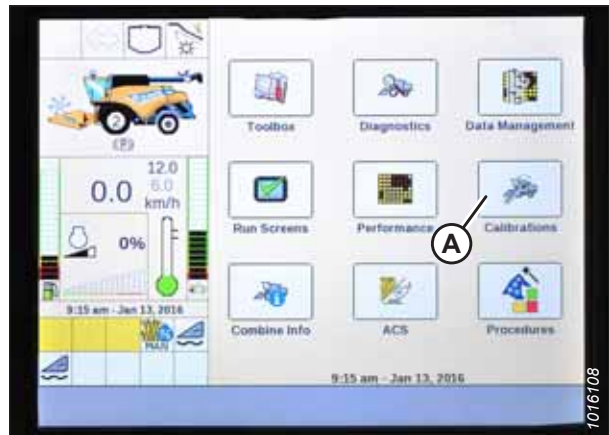 Toolbox
Diagnostics
Data Management
2
(P)
12.0
0.0
6.0
km/h
Run Screens
Performance
Calibrations
A
0%
9:15 am - Jan 13, 2016
MAN
Combine Info
ACS
Procedures
9:15 am - Jan 13, 2016
1016108